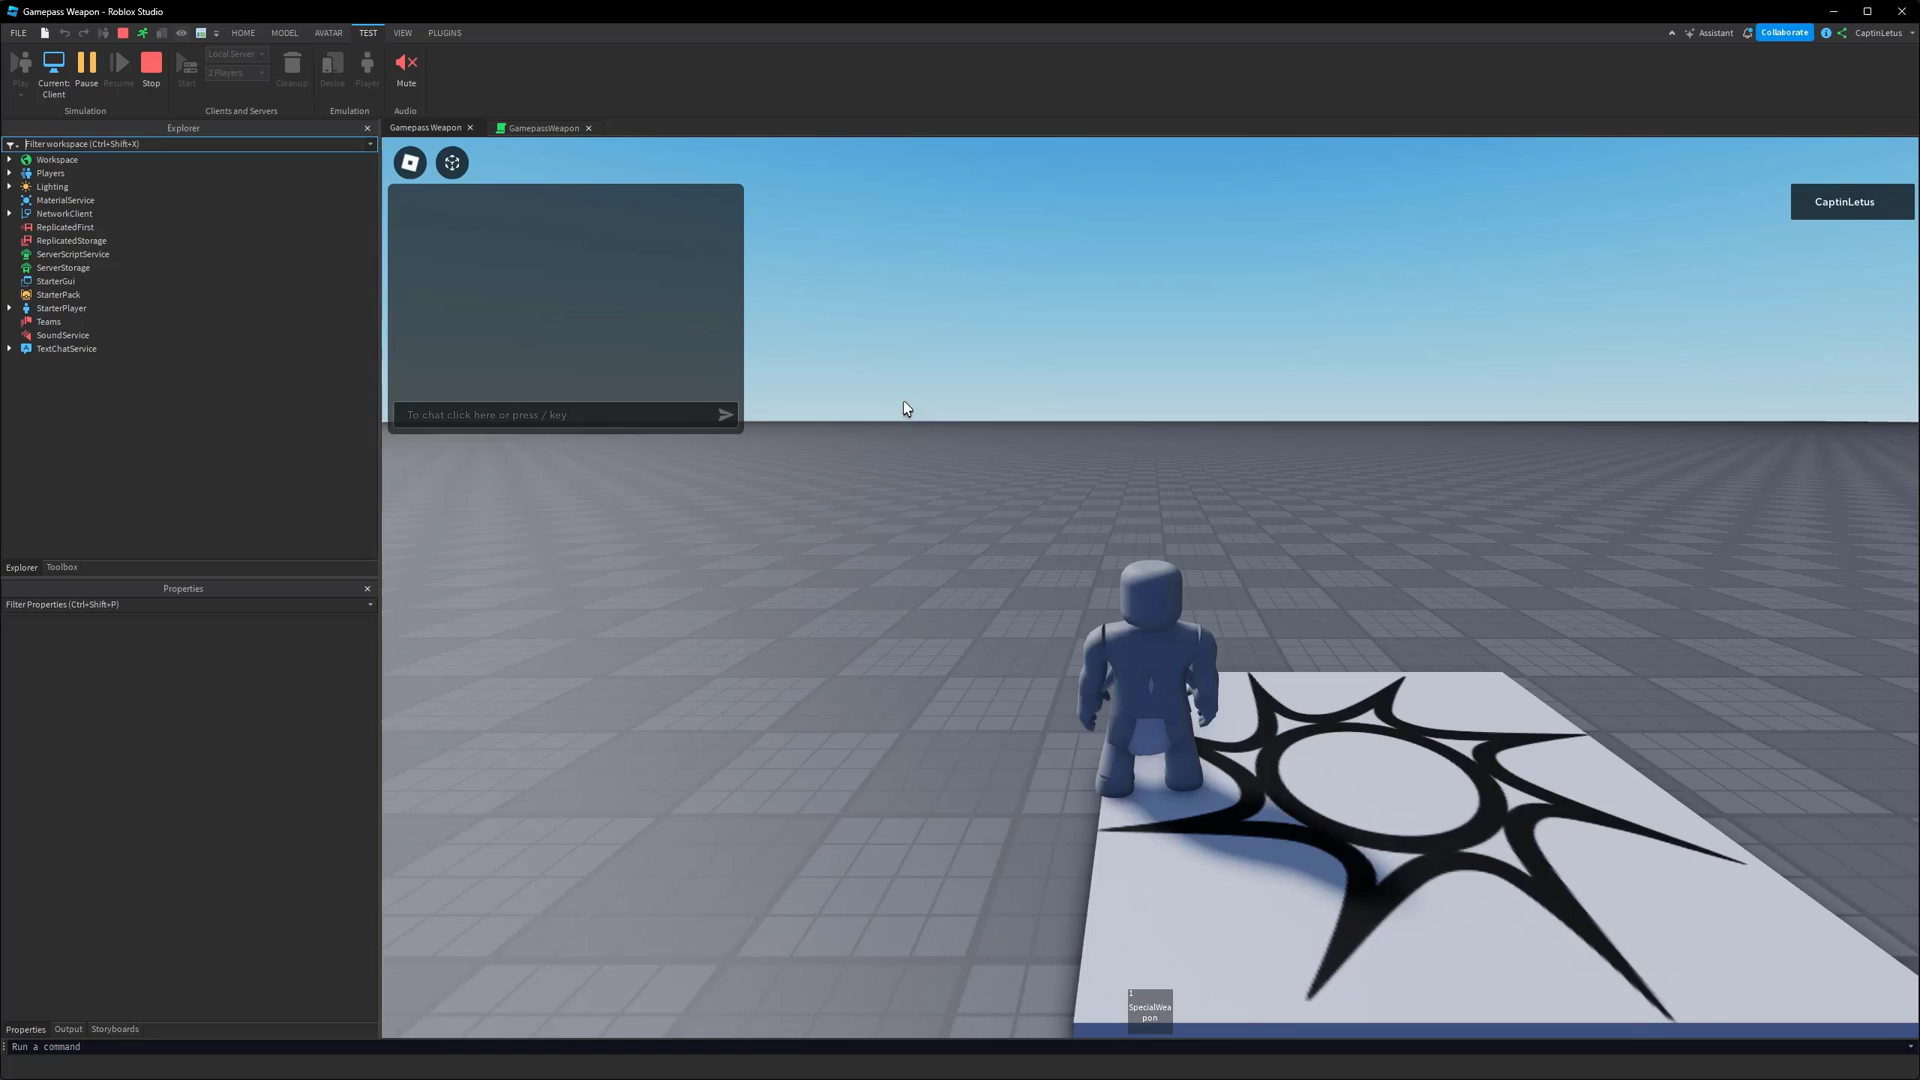 Gamepass Weapon - Roblox Studio
FILE HOME MODEL AVATAR TEST VIEW PLUGINS Assistant Collaborate CaptinLetus
Play Current: Client Pause Resume Stop Start Local Server 2 Players Cleanup Device Player Mute
Simulation Clients and Servers Emulation Audio
Explorer
Gamepass Weapon GamepassWeapon
Filter workspace (Ctrl+Shift+X)
Workspace
Players
Lighting
MaterialService
NetworkClient
ReplicatedFirst
ReplicatedStorage
ServerScriptService
ServerStorage
StarterGui
StarterPack
StarterPlayer
Teams
SoundService
TextChatService
CaptinLetus
To chat click here or press / key
Explorer Toolbox
Properties
Filter Properties (Ctrl+Shift+P)
1
SpecialWea
pon
Properties Output Storyboards
Run a command